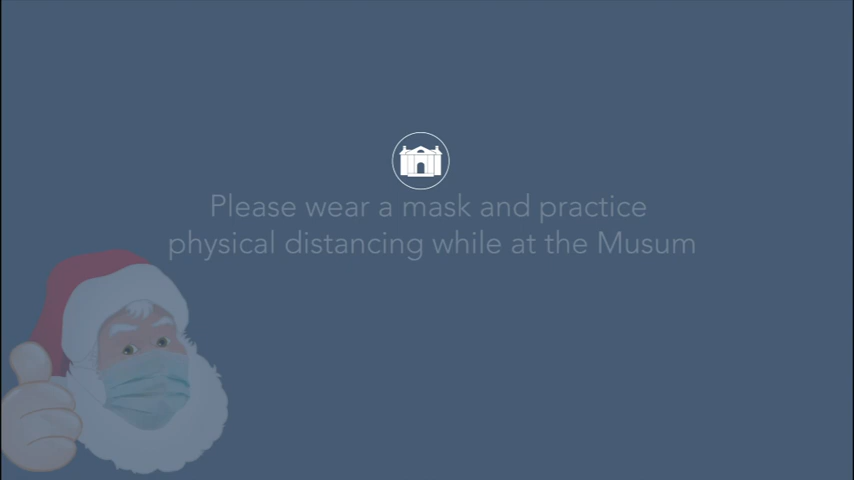 Please wear a mask and practice
physical distancing while at the Musum